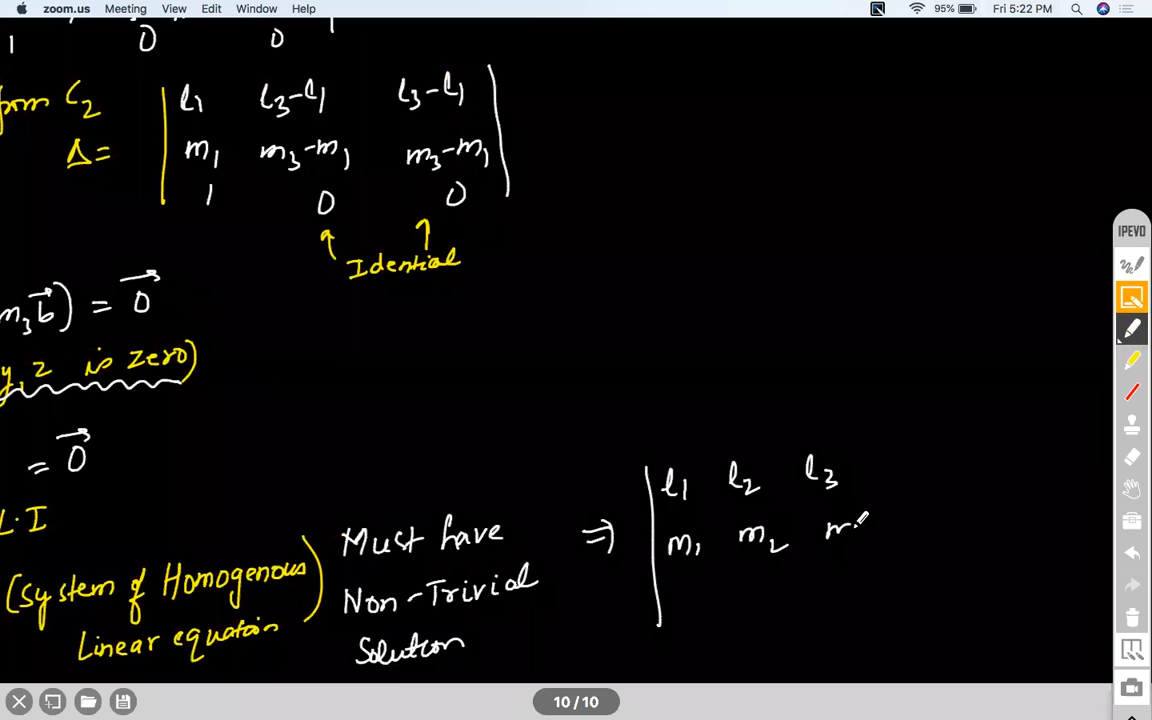 zoom.us Meeting View Edit Window Help 95% Fri 5:22 PM
1 0 0
from C2
l1 l3-l1 l3-l1
Δ= m1 m3-m1 m3-m1
1 0 0
Idential
IPEVO
m3b) = 0
y, z is zero)
= 0
L.I
l1 l2 l3
Must have ⇒ m1 m2 m
(System of Homogenous Non-Trivial
Linear equation Solution
10 / 10